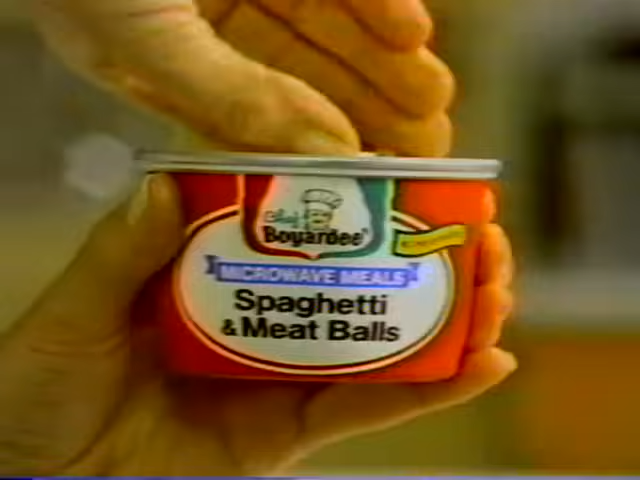 Chef
Boyardee
MICROWAVE MEALS
Spaghetti
& Meat Balls